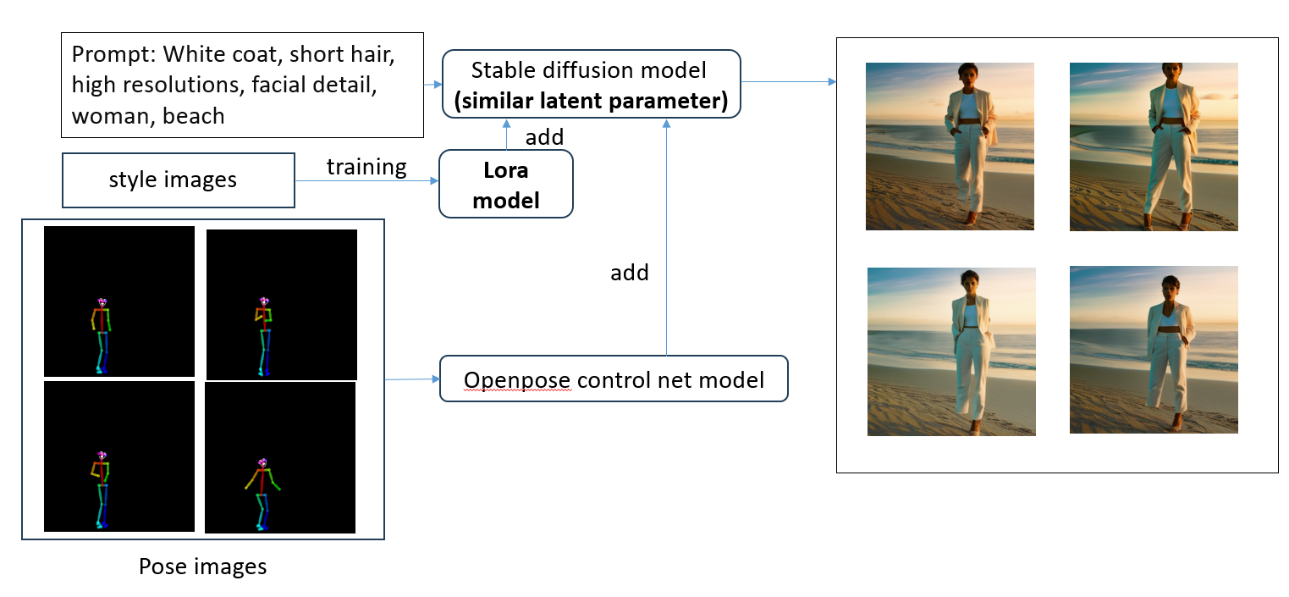 Prompt: White coat, short hair,
high resolutions, facial detail,
woman, beach
Stable diffusion model
(similar latent parameter)
add
style images
training
Lora
model
add
Openpose control net model
Pose images